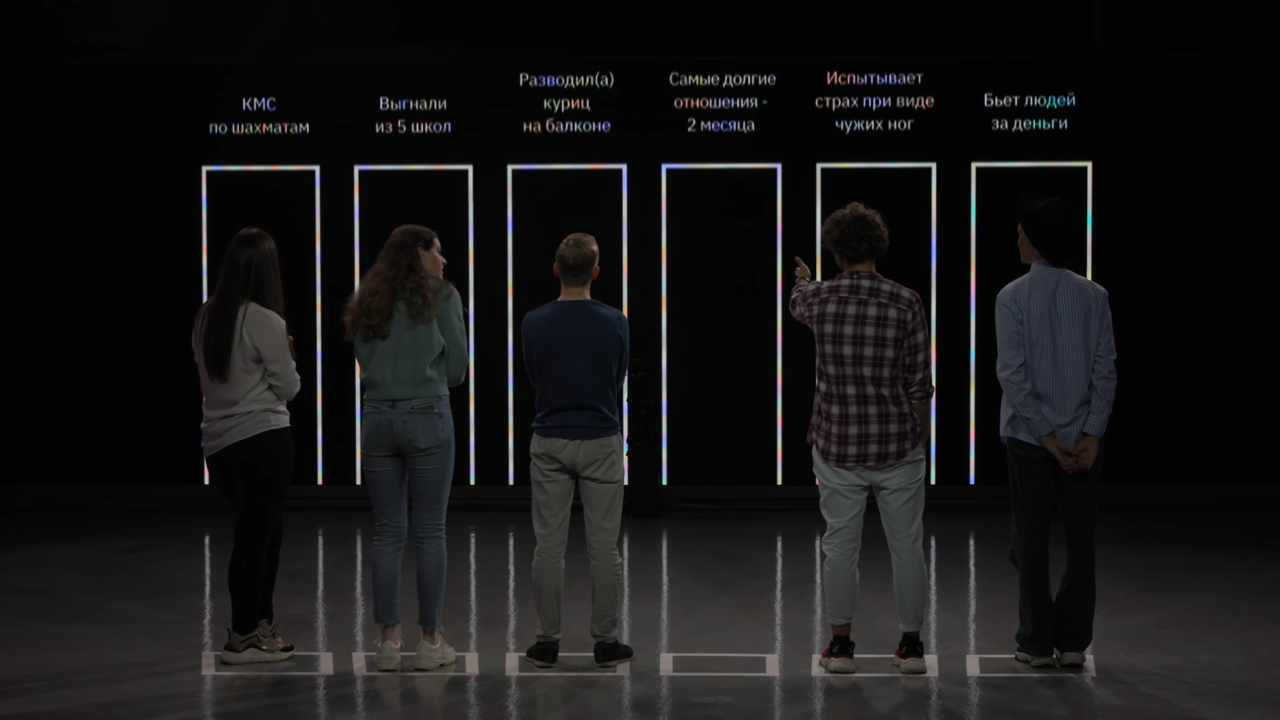 КМС
по шахматам
Выгнали
из 5 школ
Разводил(а)
куриц
на балконе
Самые долгие
отношения -
2 месяца
Испытывает
страх при виде
чужих ног
Бьет людей
за деньги